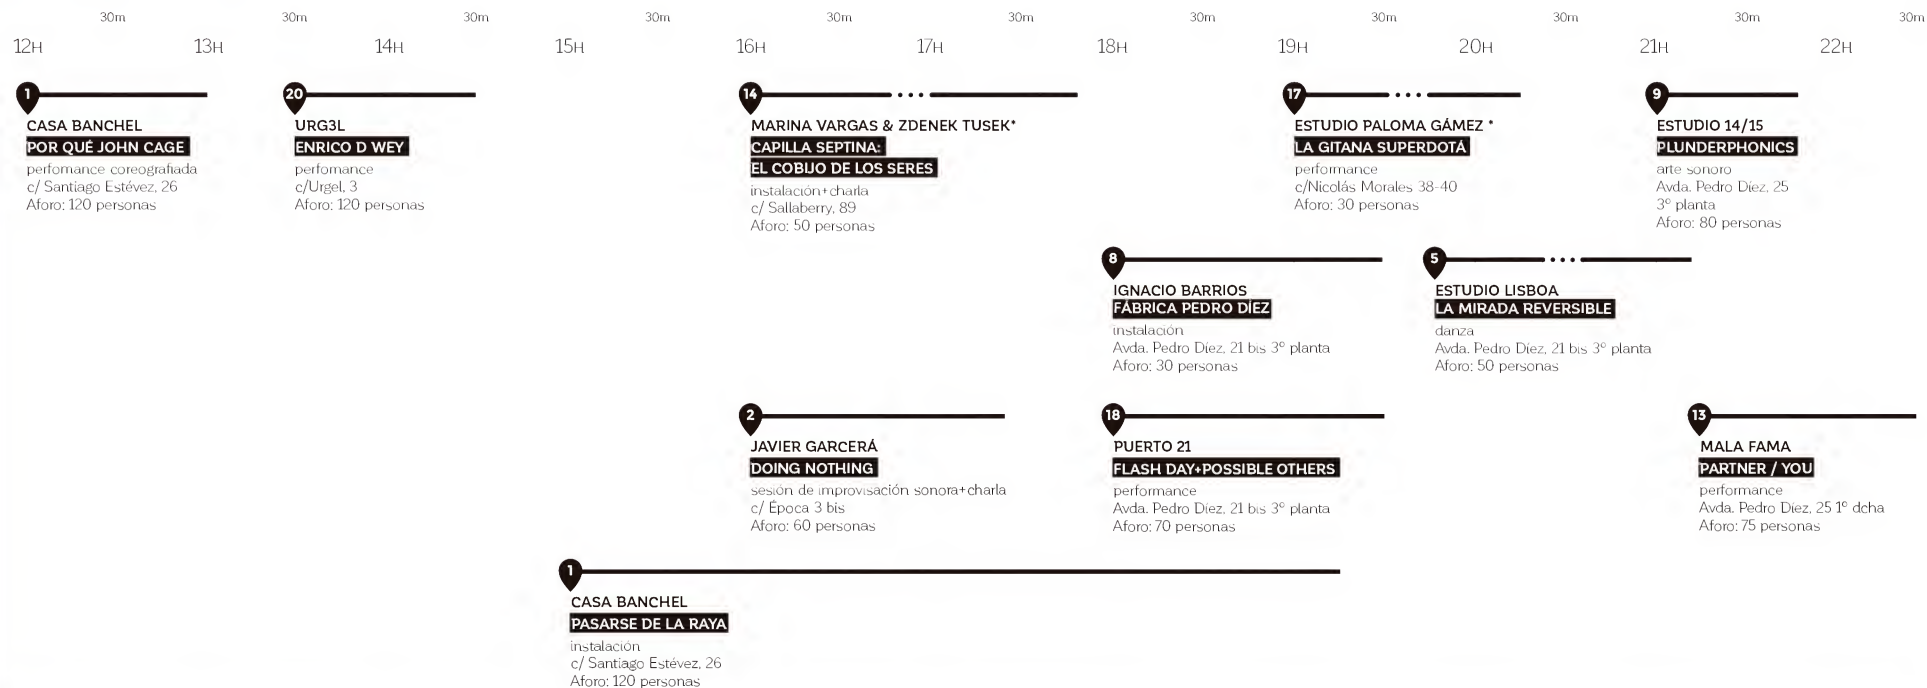 30m 30m 30m 30m 30m 30m 30m 30m 30m 30m 30m
12H 13H 14H 15H 16H 17H 18H 19H 20H 21H 22H
1
CASA BANCHEL
POR QUÉ JOHN CAGE
perfomance coreografiada
c/ Santiago Estévez, 26
Aforo: 120 personas
20
URG3L
ENRICO D WEY
perfomance
c/Urgel, 3
Aforo: 120 personas
14
MARINA VARGAS & ZDENEK TUSEK*
CAPILLA SEPTINA:
EL COBIJO DE LOS SERES
instalación+charla
c/ Sallaberry, 89
Aforo: 50 personas
17
ESTUDIO PALOMA GÁMEZ *
LA GITANA SUPERDOTÁ
performance
c/Nicolás Morales 38-40
Aforo: 30 personas
9
ESTUDIO 14/15
PLUNDERPHONICS
arte sonoro
Avda. Pedro Díez, 25
3º planta
Aforo: 80 personas
8
IGNACIO BARRIOS
FÁBRICA PEDRO DÍEZ
instalación
Avda. Pedro Díez, 21 bis 3º planta
Aforo: 30 personas
5
ESTUDIO LISBOA
LA MIRADA REVERSIBLE
danza
Avda. Pedro Díez, 21 bis 3º planta
Aforo: 50 personas
2
JAVIER GARCERÁ
DOING NOTHING
sesión de improvisación sonora+charla
c/ Época 3 bis
Aforo: 60 personas
18
PUERTO 21
FLASH DAY+POSSIBLE OTHERS
performance
Avda. Pedro Díez, 21 bis 3º planta
Aforo: 70 personas
13
MALA FAMA
PARTNER / YOU
performance
Avda. Pedro Díez, 25 1º dcha
Aforo: 75 personas
1
CASA BANCHEL
PASARSE DE LA RAYA
instalación
c/ Santiago Estévez, 26
Aforo: 120 personas